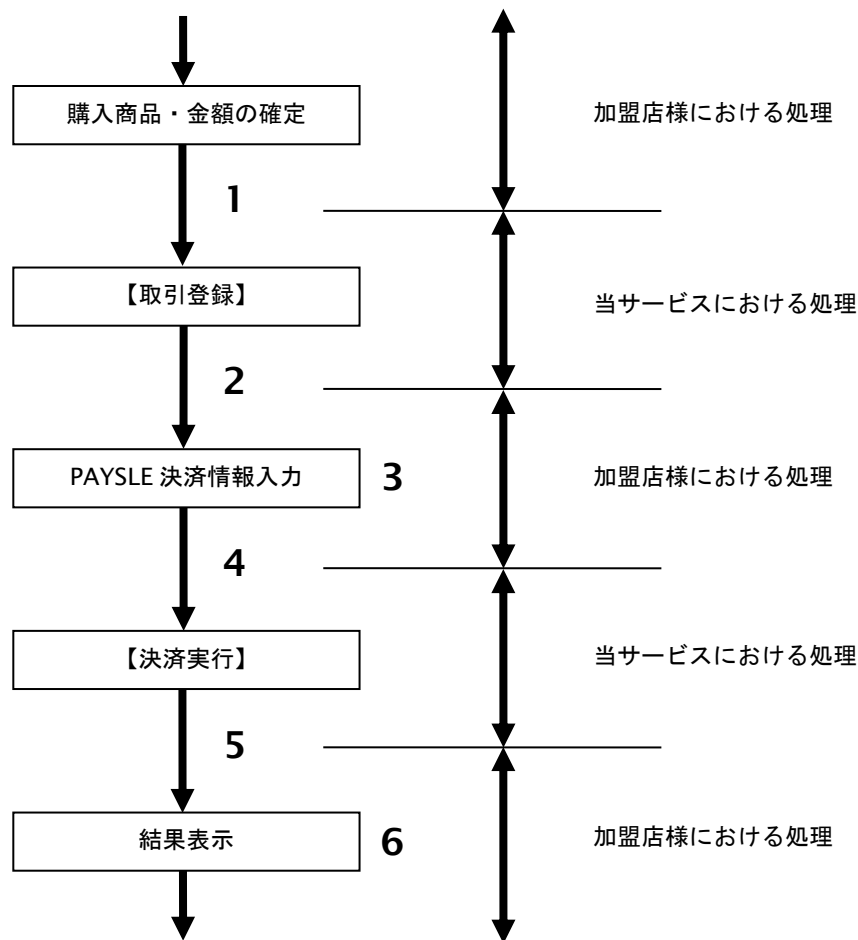 購入商品・金額の確定
加盟店様における処理
1
【取引登録】
当サービスにおける処理
2
PAYSLE 決済情報入力
3
加盟店様における処理
4
【決済実行】
当サービスにおける処理
5
結果表示
6
加盟店様における処理